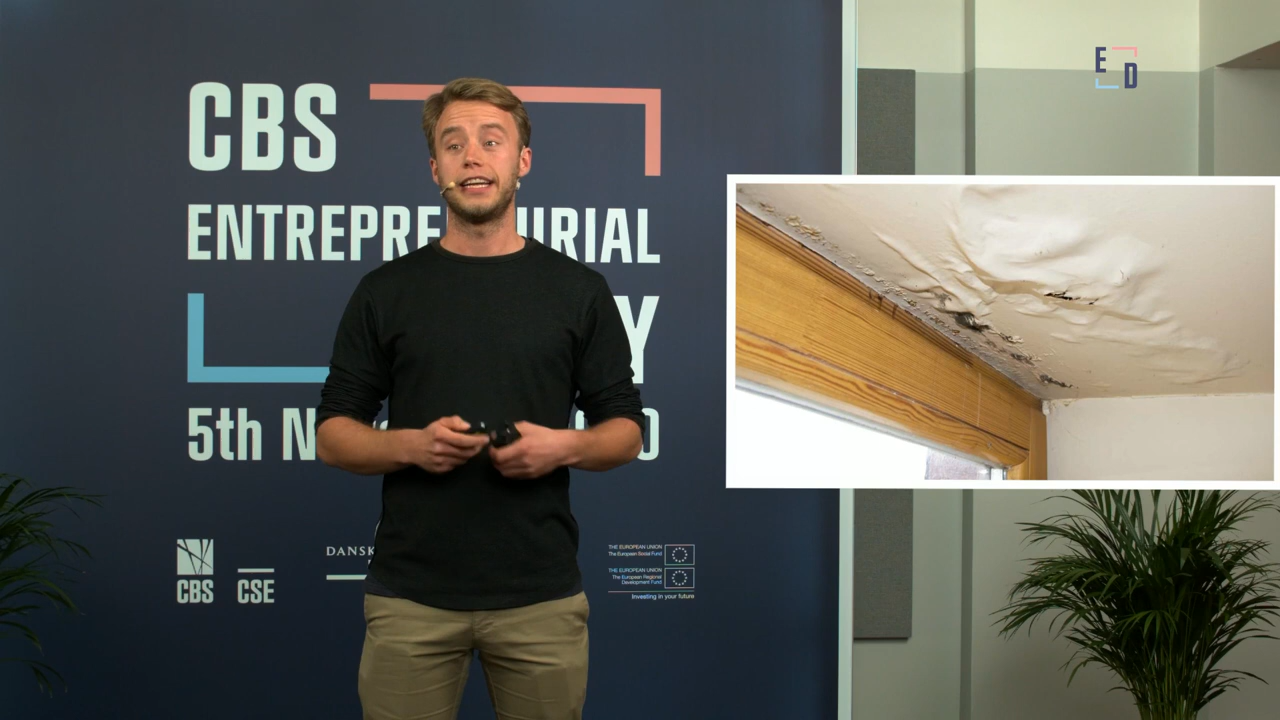 CBS
ENTREPRE URIAL
Y
5th N 0
CBS
CSE
DANSK
THE EUROPEAN UNION
The European Social Fund
THE EUROPEAN UNION
The European Regional
Development Fund
Investing in your future
E
D